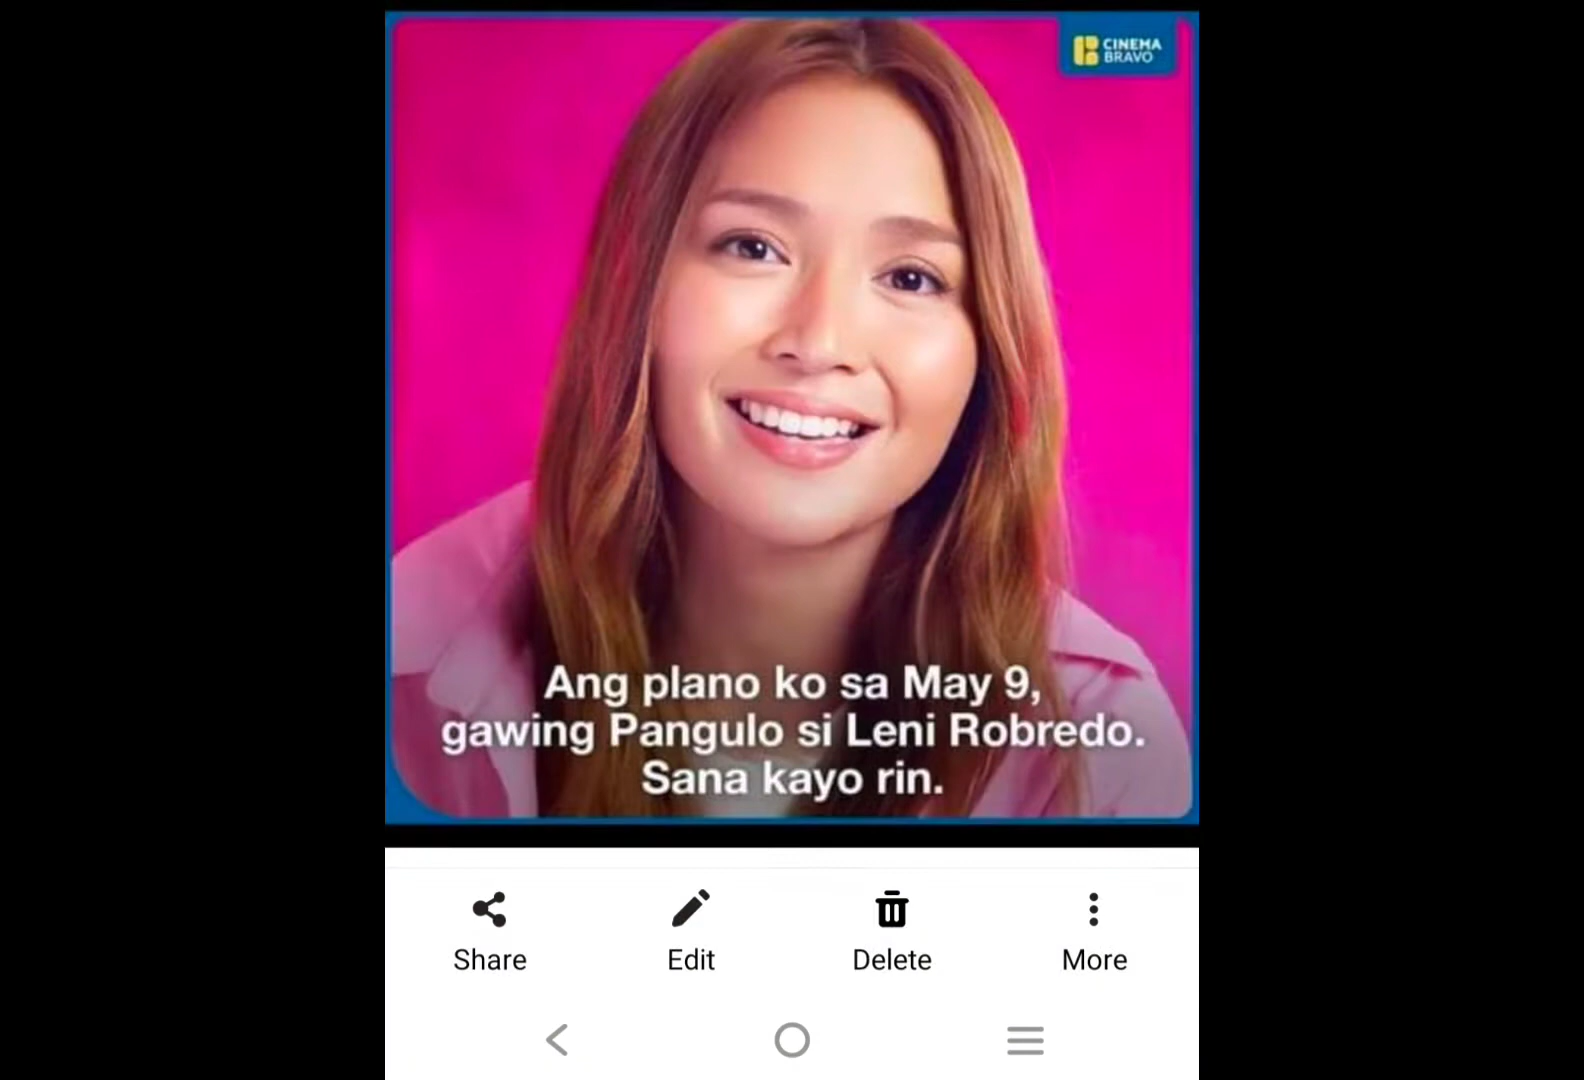 CINEMA
BRAVO
Ang plano ko sa May 9,
gawing Pangulo si Leni Robredo.
Sana kayo rin.
Share
Edit
Delete
More